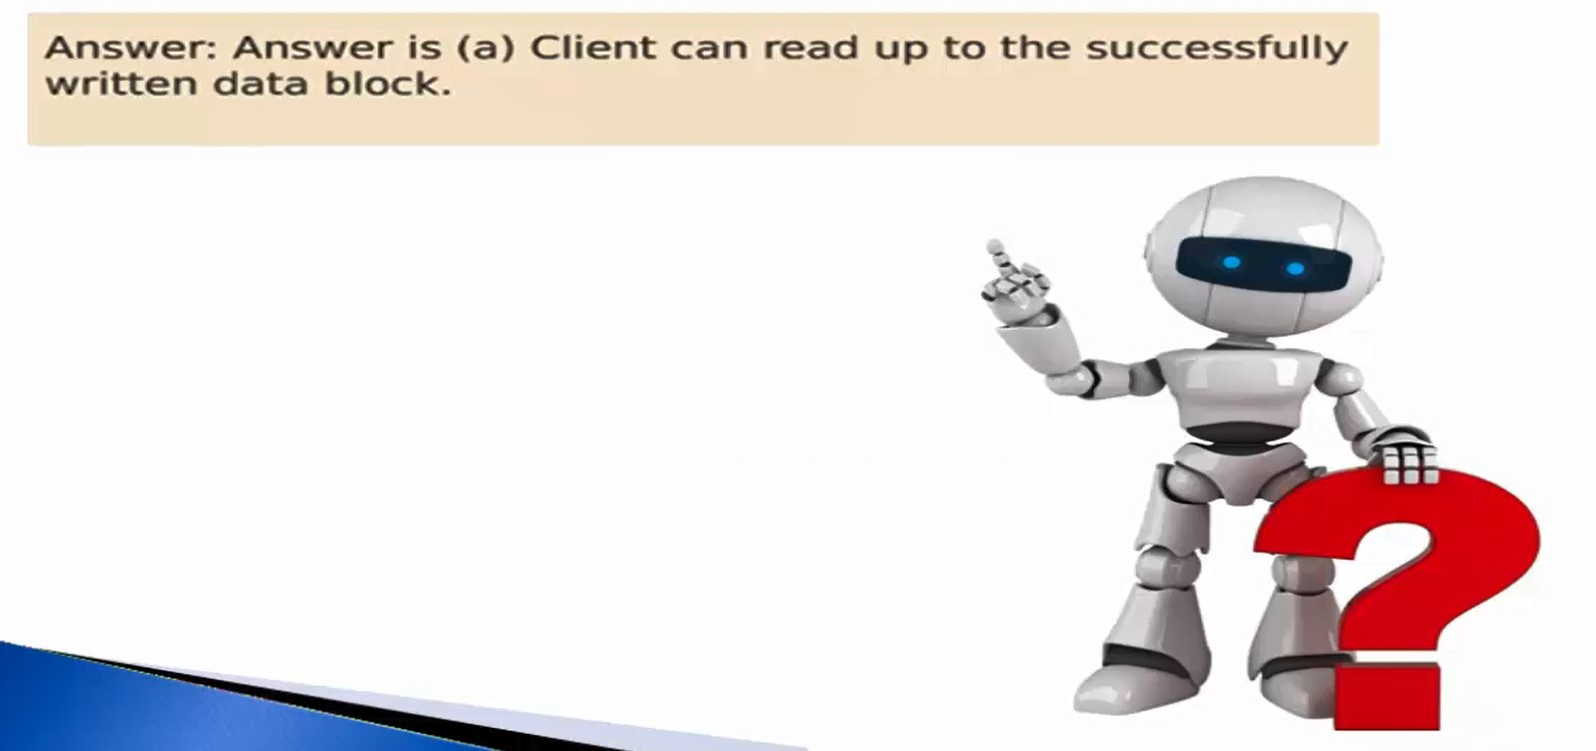 Answer: Answer is (a) Client can read up to the successfully
written data block.